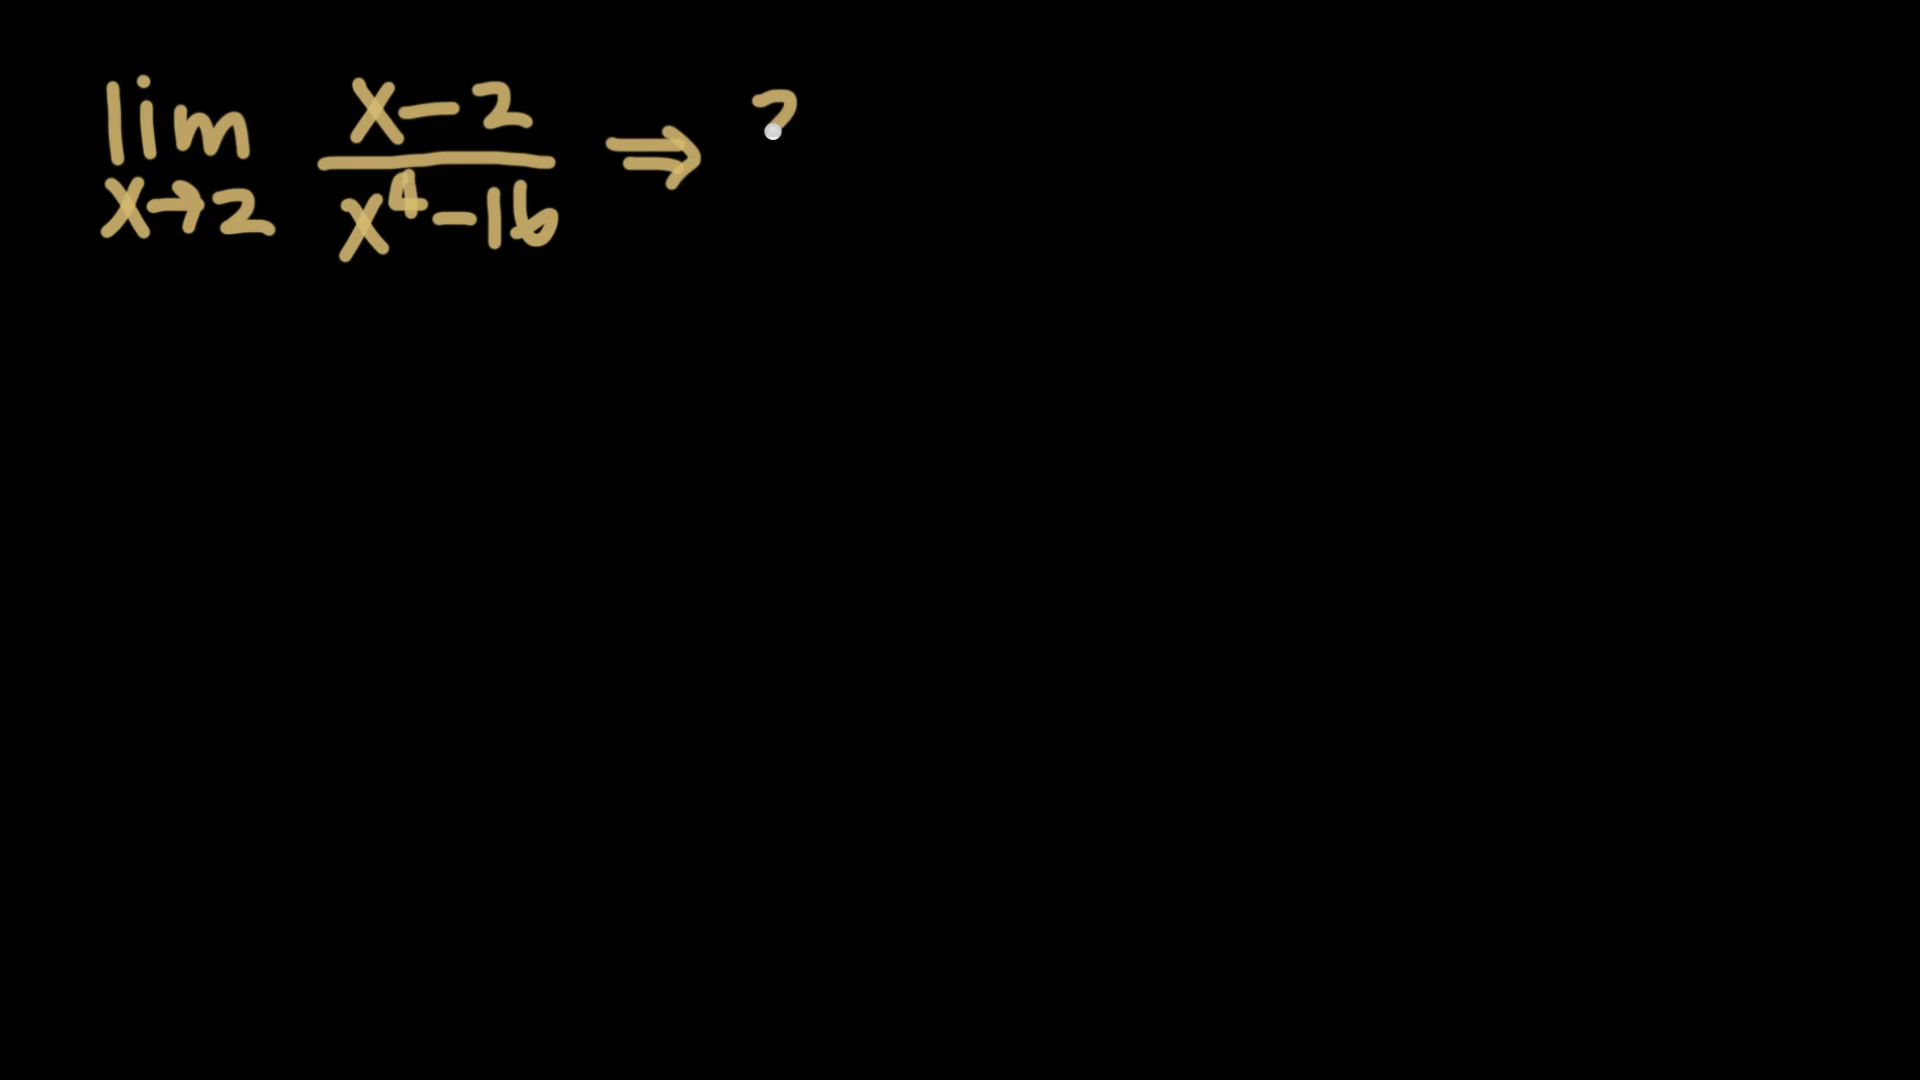 lim x→2 (x-2)/(x⁴-16) ⇒ 2